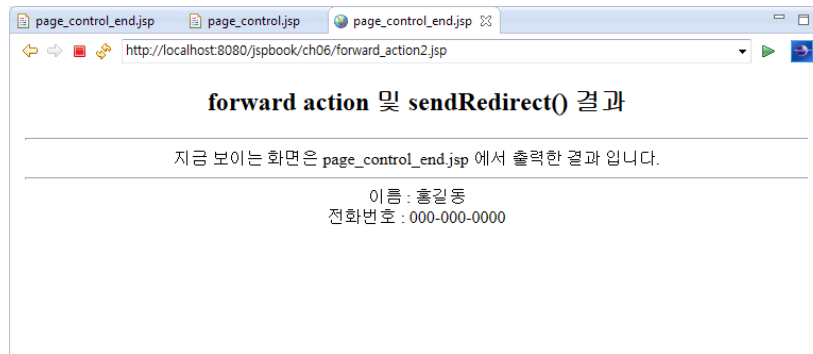 page_control_end.jsp page_control.jsp page_control_end.jsp
http://localhost:8080/jspbook/ch06/forward_action2.jsp
forward action 및 sendRedirect() 결과
지금 보이는 화면은 page_control_end.jsp 에서 출력한 결과 입니다.
이름 : 홍길동
전화번호 : 000-000-0000